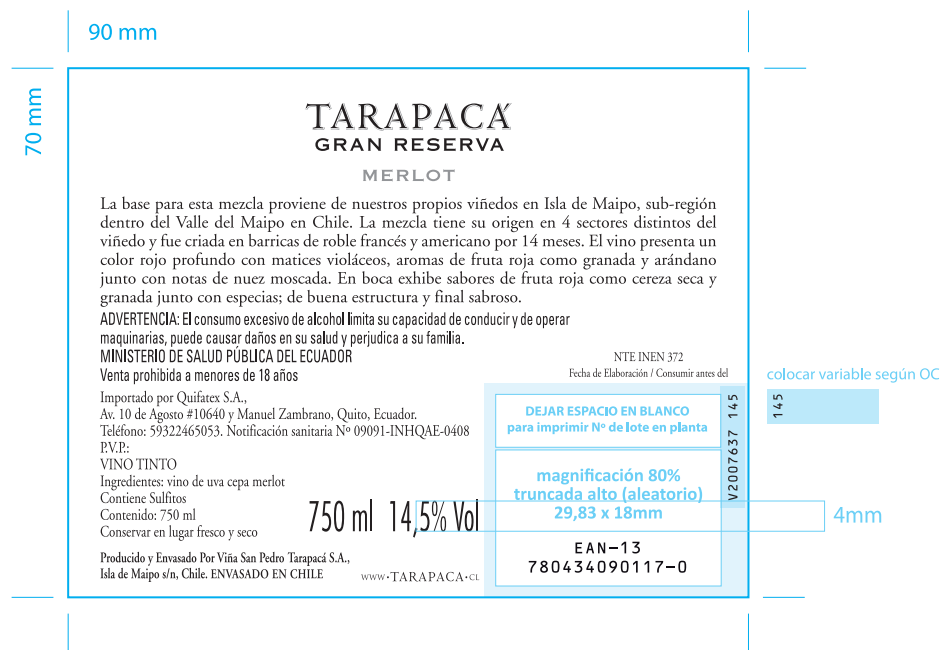 90 mm
70 mm
TARAPACÁ
GRAN RESERVA
MERLOT
La base para esta mezcla proviene de nuestros propios viñedos en Isla de Maipo, sub-región
dentro del Valle del Maipo en Chile. La mezcla tiene su origen en 4 sectores distintos del
viñedo y fue criada en barricas de roble francés y americano por 14 meses. El vino presenta un
color rojo profundo con matices violáceos, aromas de fruta roja como granada y arándano
junto con notas de nuez moscada. En boca exhibe sabores de fruta roja como cereza seca y
granada junto con especias; de buena estructura y final sabroso.
ADVERTENCIA: El consumo excesivo de alcohol limita su capacidad de conducir y de operar
maquinarias, puede causar daños en su salud y perjudica a su familia.
MINISTERIO DE SALUD PÚBLICA DEL ECUADOR
Venta prohibida a menores de 18 años
NTE INEN 372
Fecha de Elaboración / Consumir antes del
Importado por Quifatex S.A.,
Av. 10 de Agosto #10640 y Manuel Zambrano, Quito, Ecuador.
Teléfono: 59322465053. Notificación sanitaria Nº 09091-INHQAE-0408
P.V.P.:
VINO TINTO
Ingredientes: vino de uva cepa merlot
Contiene Sulfitos
Contenido: 750 ml
Conservar en lugar fresco y seco
750 ml 14,5% Vol
Producido y Envasado Por Viña San Pedro Tarapacá S.A.,
Isla de Maipo s/n, Chile. ENVASADO EN CHILE
WWW·TARAPACA·CL
DEJAR ESPACIO EN BLANCO
para imprimir Nº de lote en planta
magnificación 80%
truncada alto (aleatorio)
29,83 x 18mm
EAN-13
780434090117-0
V2007637 145
colocar variable según OC
145
4mm